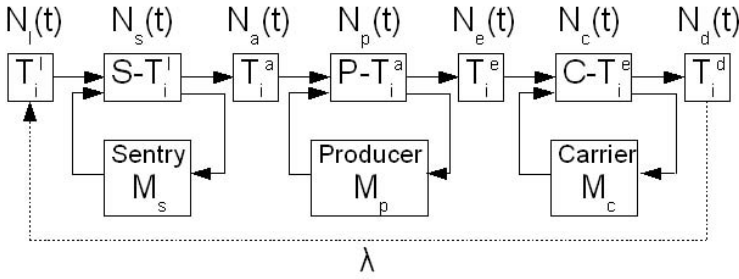 N_l(t) N_s(t) N_a(t) N_p(t) N_e(t) N_c(t) N_d(t)
T_i^l S-T_i^l T_i^a P-T_i^a T_i^e C-T_i^e T_i^d
Sentry Producer Carrier
M_s M_p M_c
λ